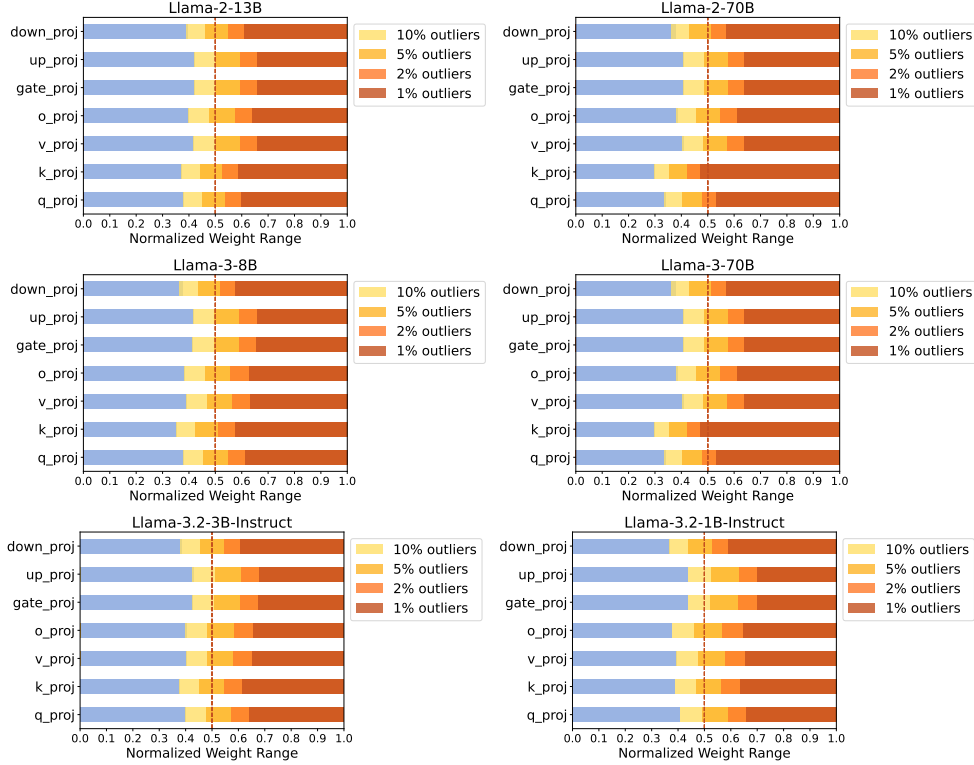 Llama-2-13B
down_proj
up_proj
gate_proj
o_proj
v_proj
k_proj
q_proj
0.0 0.1 0.2 0.3 0.4 0.5 0.6 0.7 0.8 0.9 1.0
Normalized Weight Range
10% outliers
5% outliers
2% outliers
1% outliers
Llama-2-70B
down_proj
up_proj
gate_proj
o_proj
v_proj
k_proj
q_proj
0.0 0.1 0.2 0.3 0.4 0.5 0.6 0.7 0.8 0.9 1.0
Normalized Weight Range
10% outliers
5% outliers
2% outliers
1% outliers
Llama-3-8B
down_proj
up_proj
gate_proj
o_proj
v_proj
k_proj
q_proj
0.0 0.1 0.2 0.3 0.4 0.5 0.6 0.7 0.8 0.9 1.0
Normalized Weight Range
10% outliers
5% outliers
2% outliers
1% outliers
Llama-3-70B
down_proj
up_proj
gate_proj
o_proj
v_proj
k_proj
q_proj
0.0 0.1 0.2 0.3 0.4 0.5 0.6 0.7 0.8 0.9 1.0
Normalized Weight Range
10% outliers
5% outliers
2% outliers
1% outliers
Llama-3.2-3B-Instruct
down_proj
up_proj
gate_proj
o_proj
v_proj
k_proj
q_proj
0.0 0.1 0.2 0.3 0.4 0.5 0.6 0.7 0.8 0.9 1.0
Normalized Weight Range
10% outliers
5% outliers
2% outliers
1% outliers
Llama-3.2-1B-Instruct
down_proj
up_proj
gate_proj
o_proj
v_proj
k_proj
q_proj
0.0 0.1 0.2 0.3 0.4 0.5 0.6 0.7 0.8 0.9 1.0
Normalized Weight Range
10% outliers
5% outliers
2% outliers
1% outliers